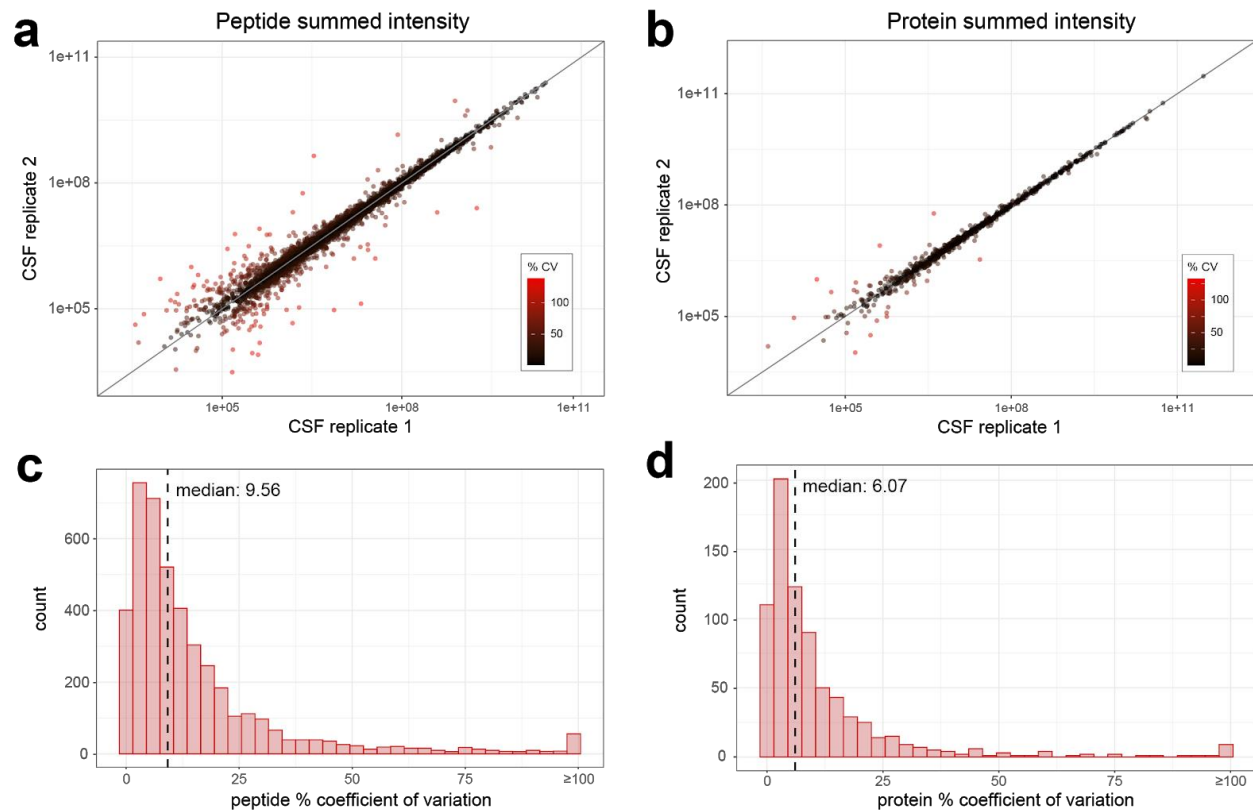 a
Peptide summed intensity
1e+11
1e+08
1e+05
CSF replicate 2
% CV
100
50
1e+05
1e+08
1e+11
CSF replicate 1
b
Protein summed intensity
1e+11
1e+08
1e+05
CSF replicate 2
% CV
100
50
1e+05
1e+08
1e+11
CSF replicate 1
c
median: 9.56
600
400
200
0
count
0
25
50
75
≥100
peptide % coefficient of variation
d
median: 6.07
200
150
100
50
0
count
0
25
50
75
≥100
protein % coefficient of variation